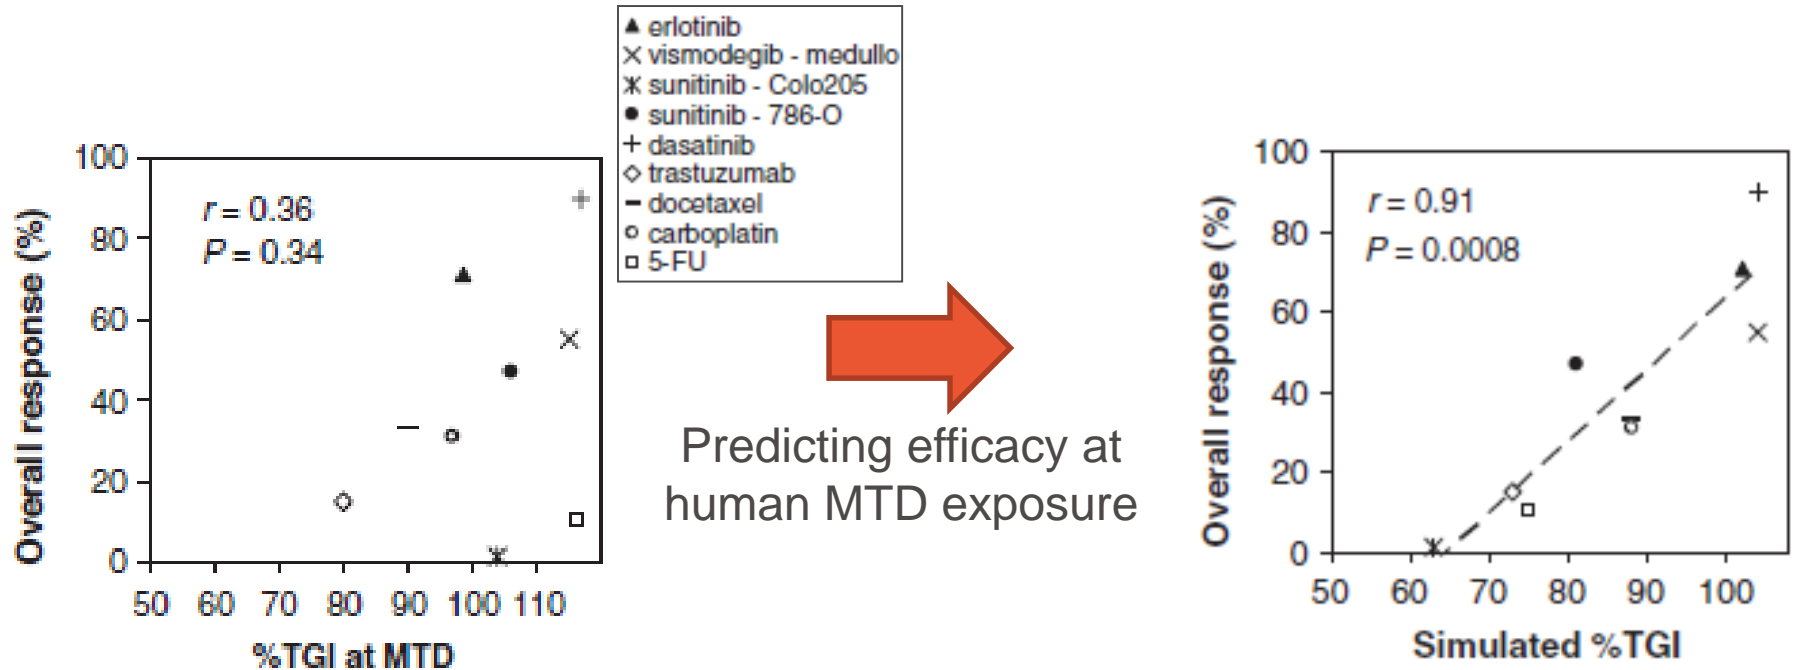 erlotinib
vismodegib - medullo
sunitinib - Colo205
sunitinib - 786-O
dasatinib
trastuzumab
docetaxel
carboplatin
5-FU
Overall response (%)
100
80
60
40
20
0
r = 0.36
P = 0.34
50 60 70 80 90 100 110
%TGI at MTD
Predicting efficacy at
human MTD exposure
Overall response (%)
100
80
60
40
20
0
r = 0.91
P = 0.0008
50 60 70 80 90 100
Simulated %TGI